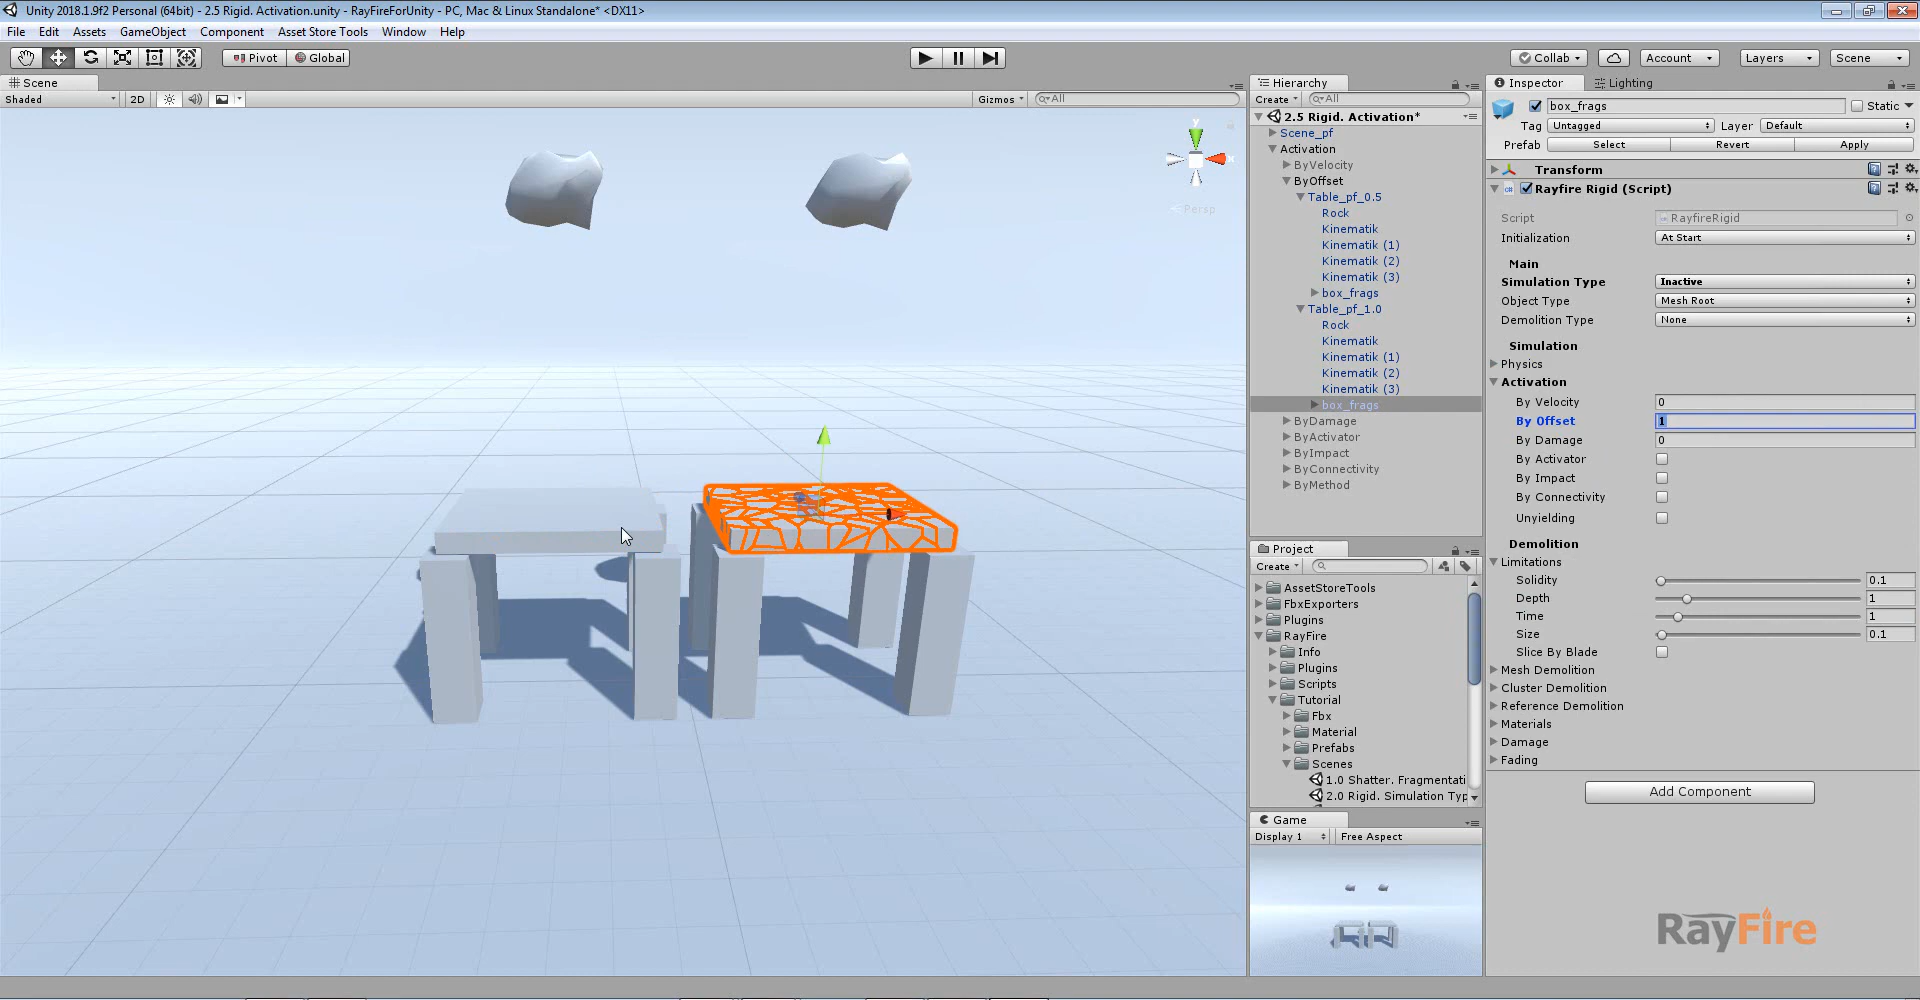 Unity 2018.1.9f2 Personal (64bit) - 2.5 Rigid. Activation.unity - RayFireForUnity - PC, Mac & Linux Standalone* <DX11>
File Edit Assets GameObject Component Asset Store Tools Window Help
Pivot Global Collab Account Layers Scene
Scene
Shaded 2D Gizmos All
y
x
Persp
Hierarchy
Create All
2.5 Rigid. Activation*
Scene_pf
Activation
ByVelocity
ByOffset
Table_pf_0.5
Rock
Kinematik
Kinematik (1)
Kinematik (2)
Kinematik (3)
box_frags
Table_pf_1.0
Rock
Kinematik
Kinematik (1)
Kinematik (2)
Kinematik (3)
box_frags
ByDamage
ByActivator
ByImpact
ByConnectivity
ByMethod
Project
Create
AssetStoreTools
FbxExporters
Plugins
RayFire
Info
Plugins
Scripts
Tutorial
Fbx
Material
Prefabs
Scenes
1.0 Shatter. Fragmentati
2.0 Rigid. Simulation Typ
Game
Display 1 Free Aspect
Inspector Lighting
box_frags Static
Tag Untagged Layer Default
Prefab Select Revert Apply
Transform
Rayfire Rigid (Script)
Script RayfireRigid
Initialization At Start
Main
Simulation Type Inactive
Object Type Mesh Root
Demolition Type None
Simulation
Physics
Activation
By Velocity 0
By Offset 1
By Damage 0
By Activator
By Impact
By Connectivity
Unyielding
Demolition
Limitations
Solidity 0.1
Depth 1
Time 1
Size 0.1
Slice By Blade
Mesh Demolition
Cluster Demolition
Reference Demolition
Materials
Damage
Fading
Add Component
RayFire